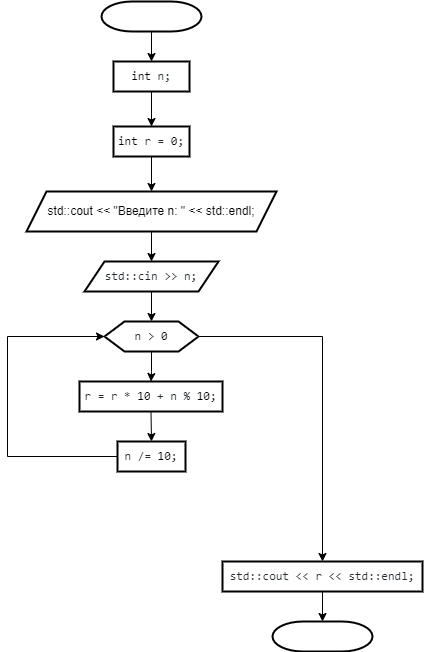 int n;
int r = 0;
std::cout << "Введите n: " << std::endl;
std::cin >> n;
n > 0
r = r * 10 + n % 10;
n /= 10;
std::cout << r << std::endl;